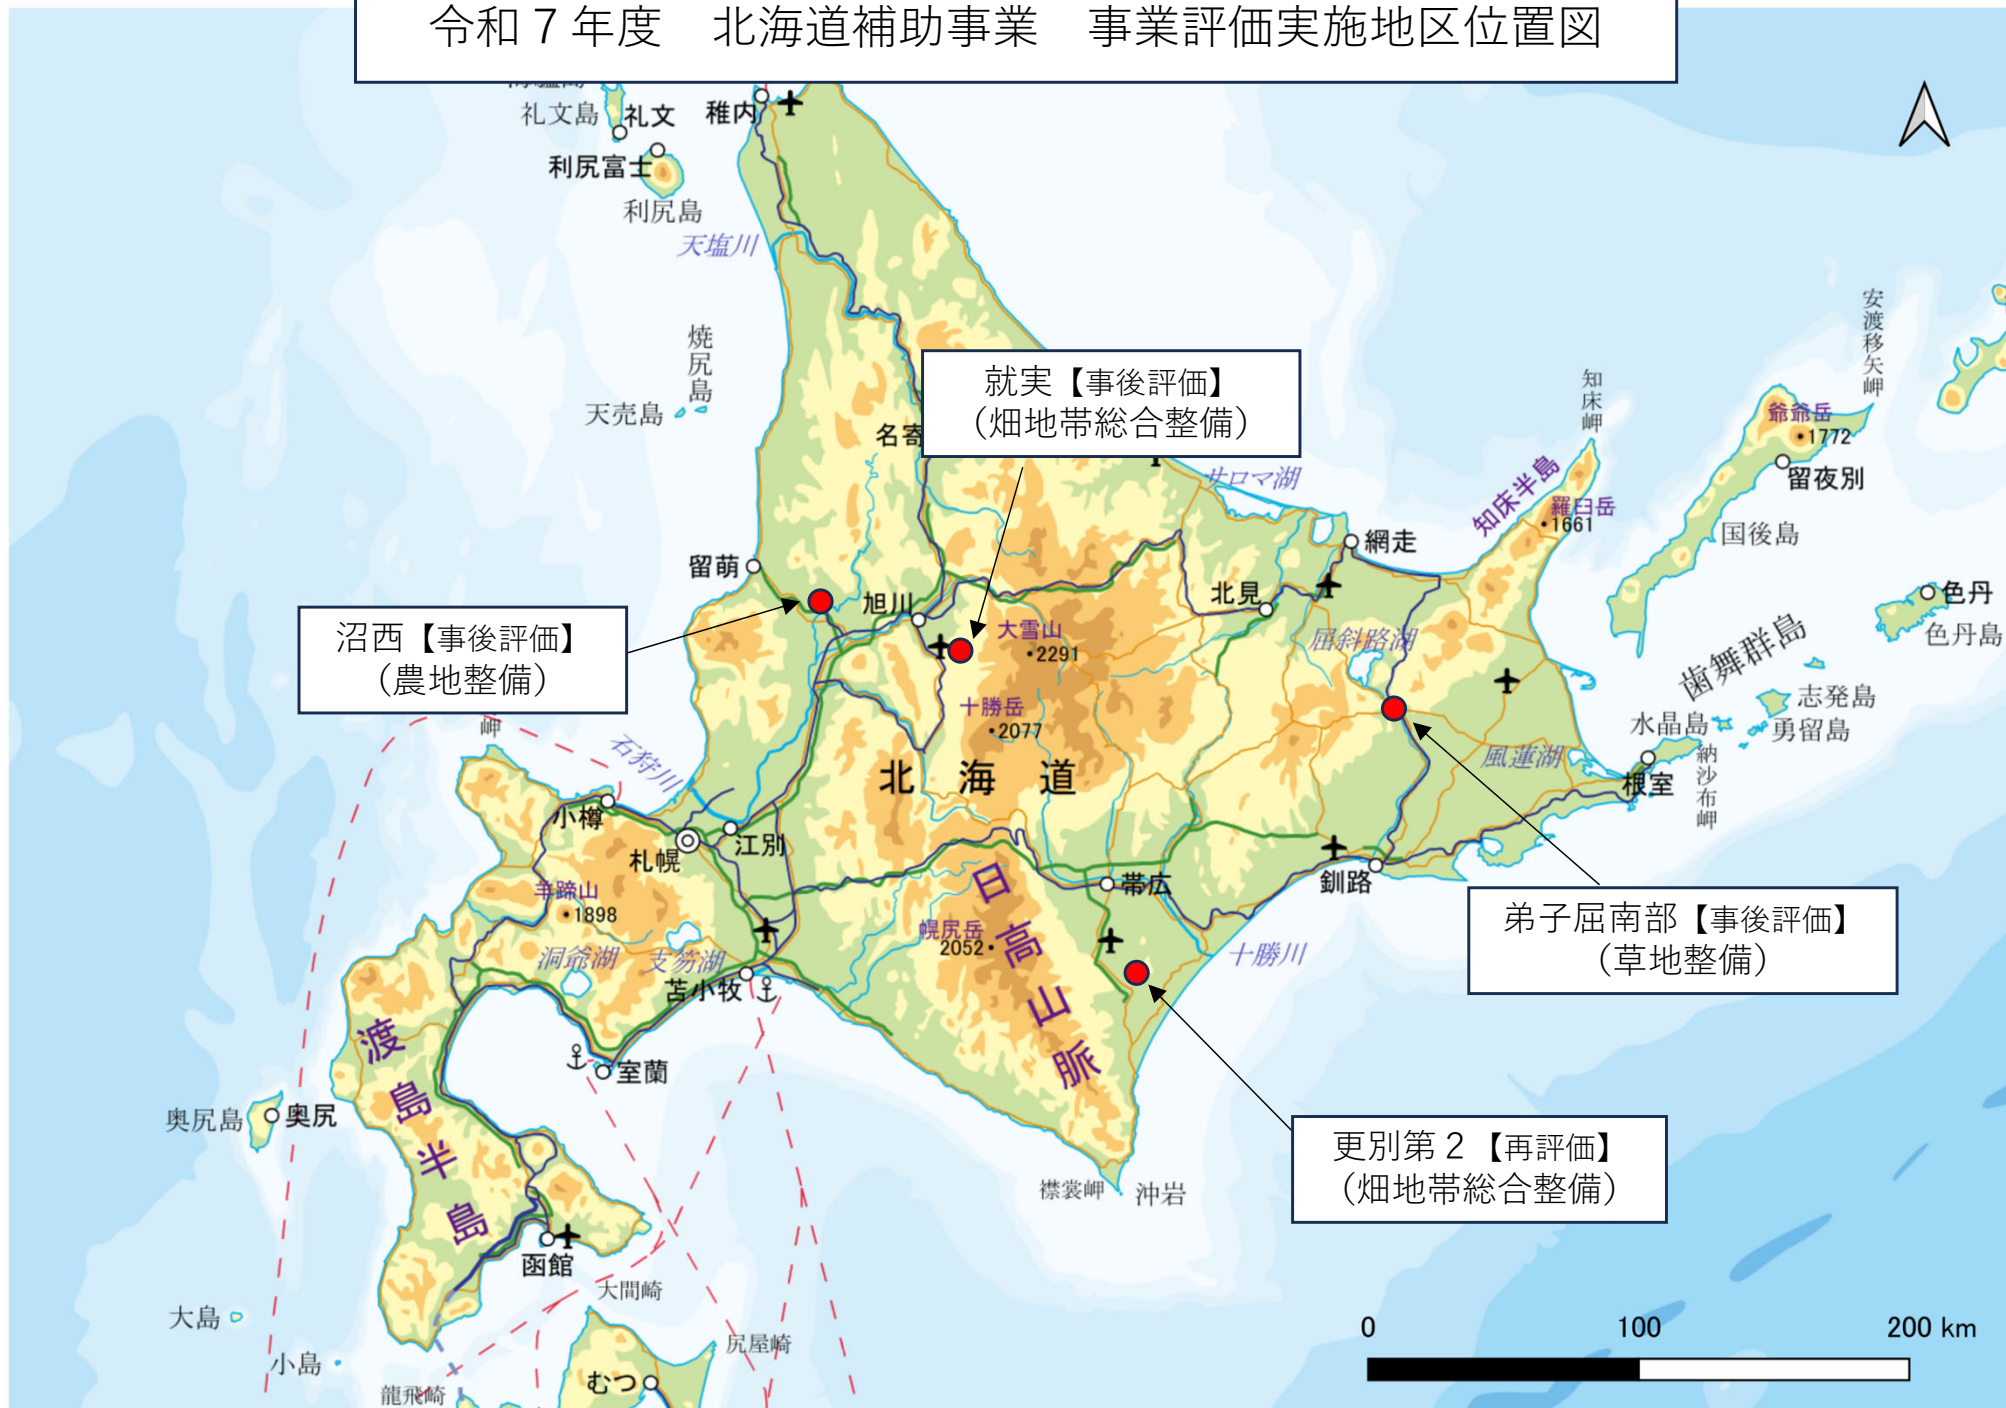 令和７年度　北海道補助事業　事業評価実施地区位置図
礼文島
礼文
稚内
利尻富士
利尻島
天塩川
焼尻島
天売島
名寄
就実【事後評価】
（畑地帯総合整備）
サロマ湖
知床岬
安渡移矢岬
爺爺岳
1772
留夜別
知床半島
羅臼岳
1661
国後島
網走
留萌
北見
旭川
色丹
色丹島
沼西【事後評価】
（農地整備）
大雪山
2291
屈斜路湖
歯舞群島
志発島
水晶島
勇留島
十勝岳
2077
岬
石狩川
北海道
風蓮湖
根室
納沙布岬
小樽
札幌
江別
羊蹄山
1898
日高山脈
帯広
釧路
幌尻岳
2052
弟子屈南部【事後評価】
（草地整備）
洞爺湖
支笏湖
苫小牧
十勝川
渡島半島
室蘭
奥尻島
奥尻
更別第２【再評価】
（畑地帯総合整備）
襟裳岬
沖岩
函館
大間崎
大島
小島
尻屋崎
龍飛崎
むつ
0
100
200 km